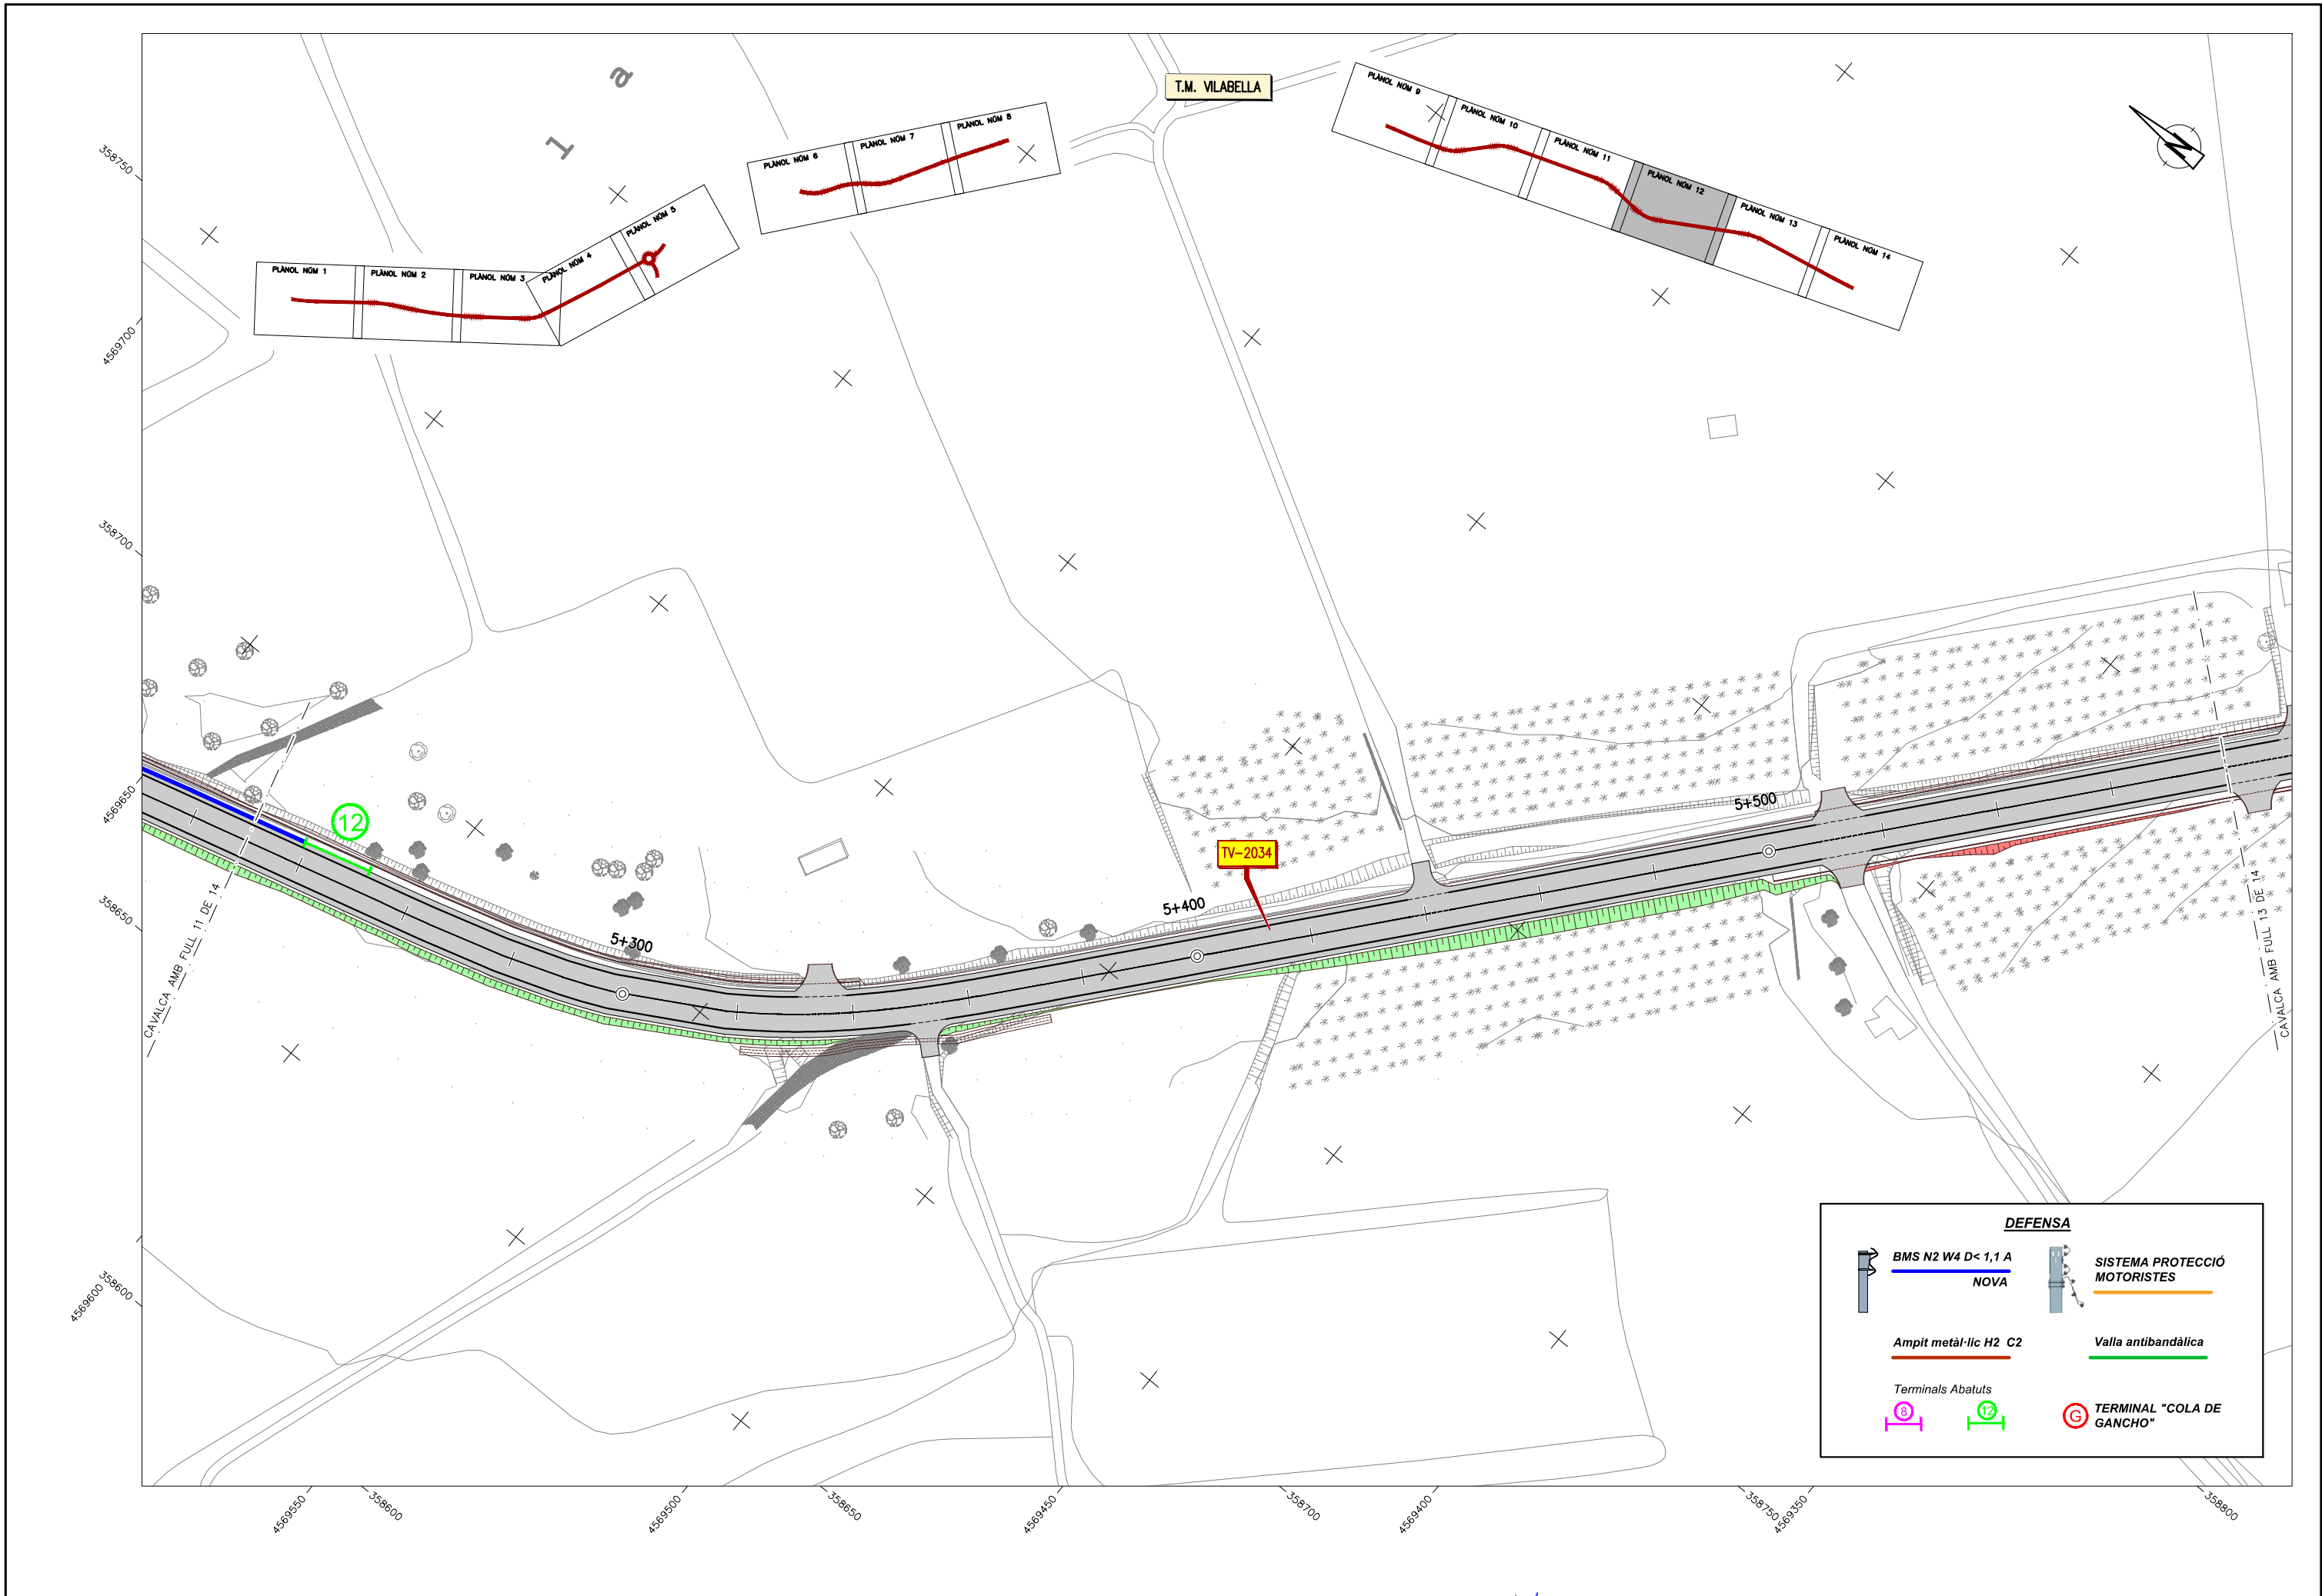 1 a
T.M. VILABELLA
PLÀNOL NÚM 1
PLÀNOL NÚM 2
PLÀNOL NÚM 3
PLÀNOL NÚM 4
PLÀNOL NÚM 5
PLÀNOL NÚM 6
PLÀNOL NÚM 7
PLÀNOL NÚM 8
PLÀNOL NÚM 9
PLÀNOL NÚM 10
PLÀNOL NÚM 11
PLÀNOL NÚM 12
PLÀNOL NÚM 13
PLÀNOL NÚM 14
N
358750
4569700
358700
4569650
358650
4569600
358600
12
CAVALCA AMB FULL 11 DE 14
5+300
5+400
TV-2034
5+500
CAVALCA AMB FULL 13 DE 14
DEFENSA
BMS N2 W4 D< 1,1 A
NOVA
SISTEMA PROTECCIÓ
MOTORISTES
Ampit metàl·lic H2 C2
Valla antibandàlica
Terminals Abatuts
8
12
G
TERMINAL "COLA DE
GANCHO"
4569550
358600
4569500
358650
4569450
358700
4569400
358750
4569350
358800